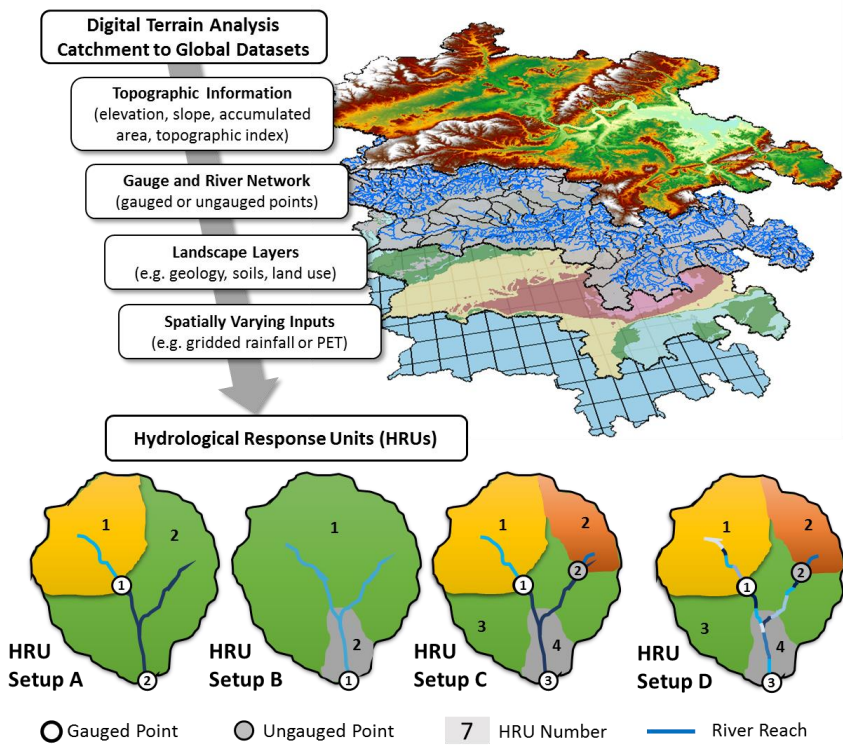 Digital Terrain Analysis
Catchment to Global Datasets
Topographic Information
(elevation, slope, accumulated
area, topographic index)
Gauge and River Network
(gauged or ungauged points)
Landscape Layers
(e.g. geology, soils, land use)
Spatially Varying Inputs
(e.g. gridded rainfall or PET)
Hydrological Response Units (HRUs)
1
2
1
2
HRU
Setup A
1
2
1
HRU
Setup B
1
2
1
2
3
4
3
HRU
Setup C
1
2
1
2
3
4
3
HRU
Setup D
Gauged Point
Ungauged Point
7
HRU Number
River Reach